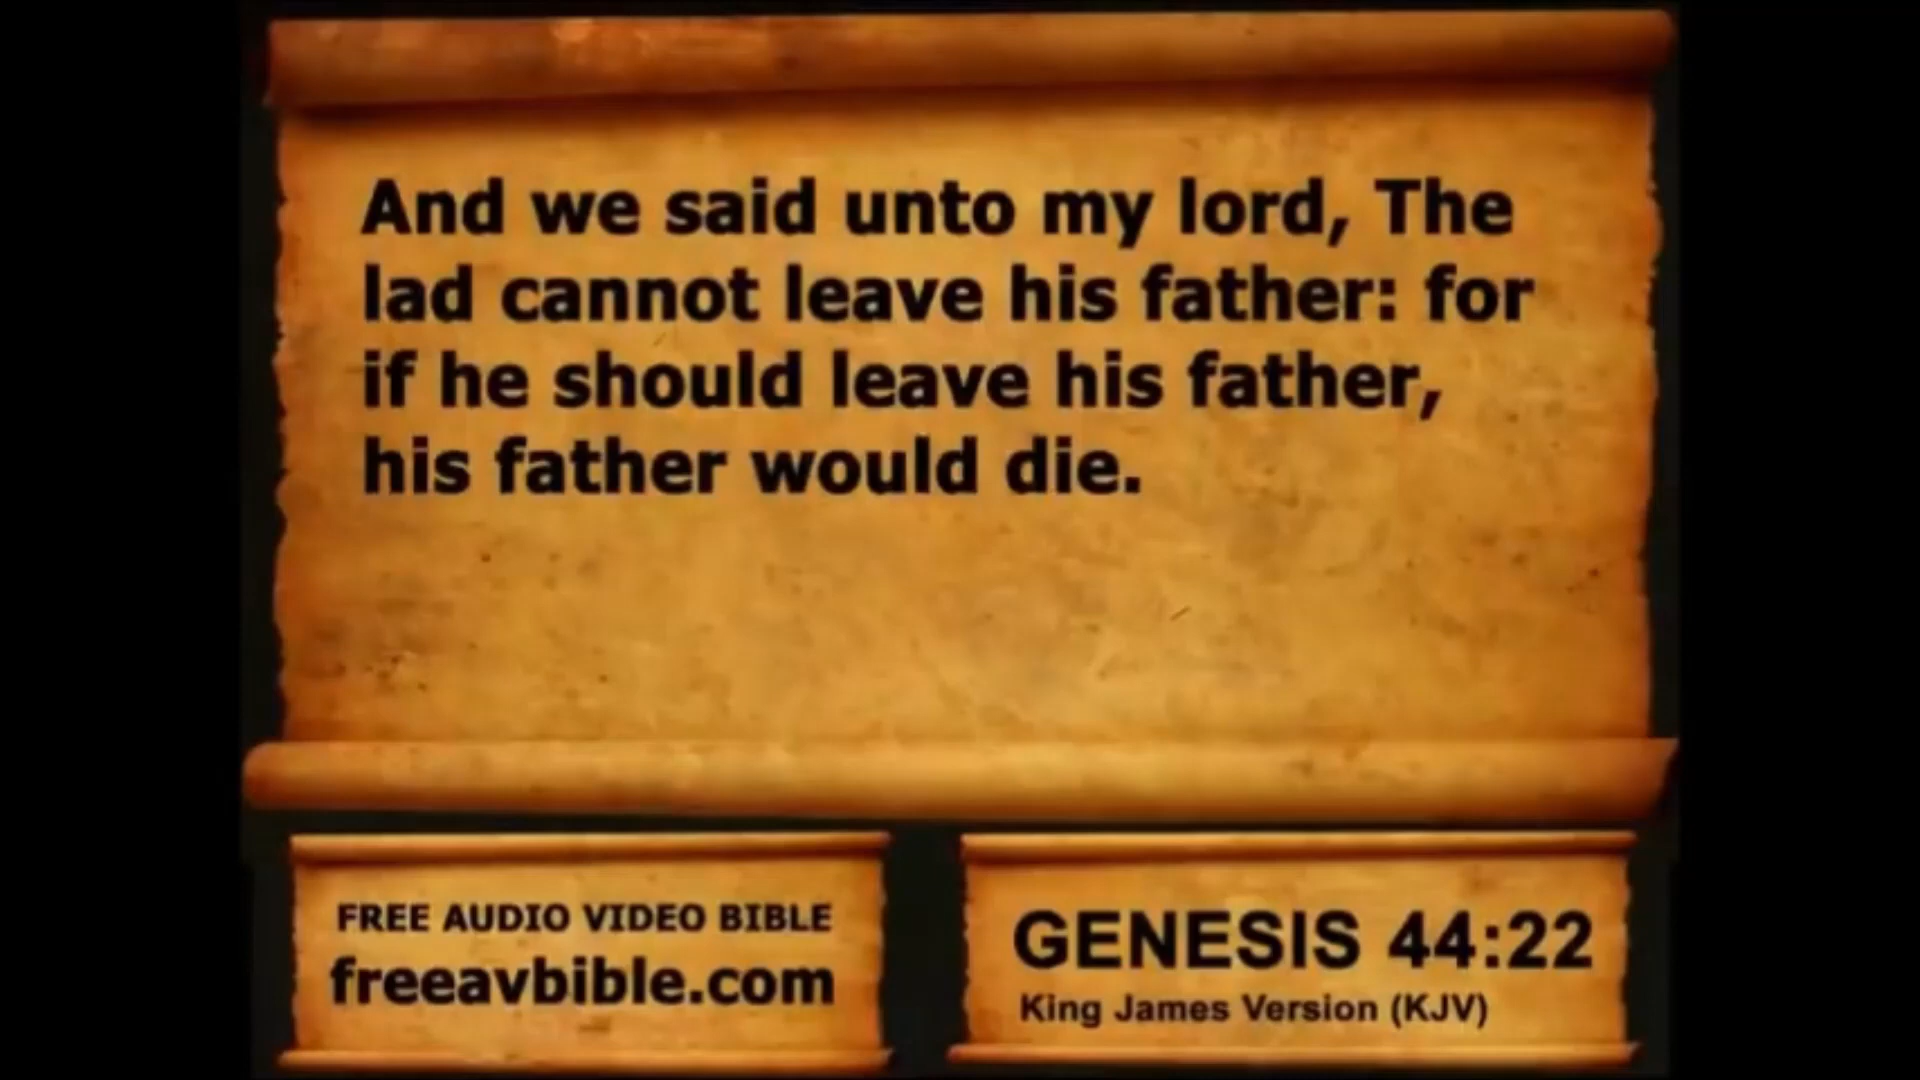 And we said unto my lord, The
lad cannot leave his father: for
if he should leave his father,
his father would die.
FREE AUDIO VIDEO BIBLE
freeavbible.com
GENESIS 44:22
King James Version (KJV)